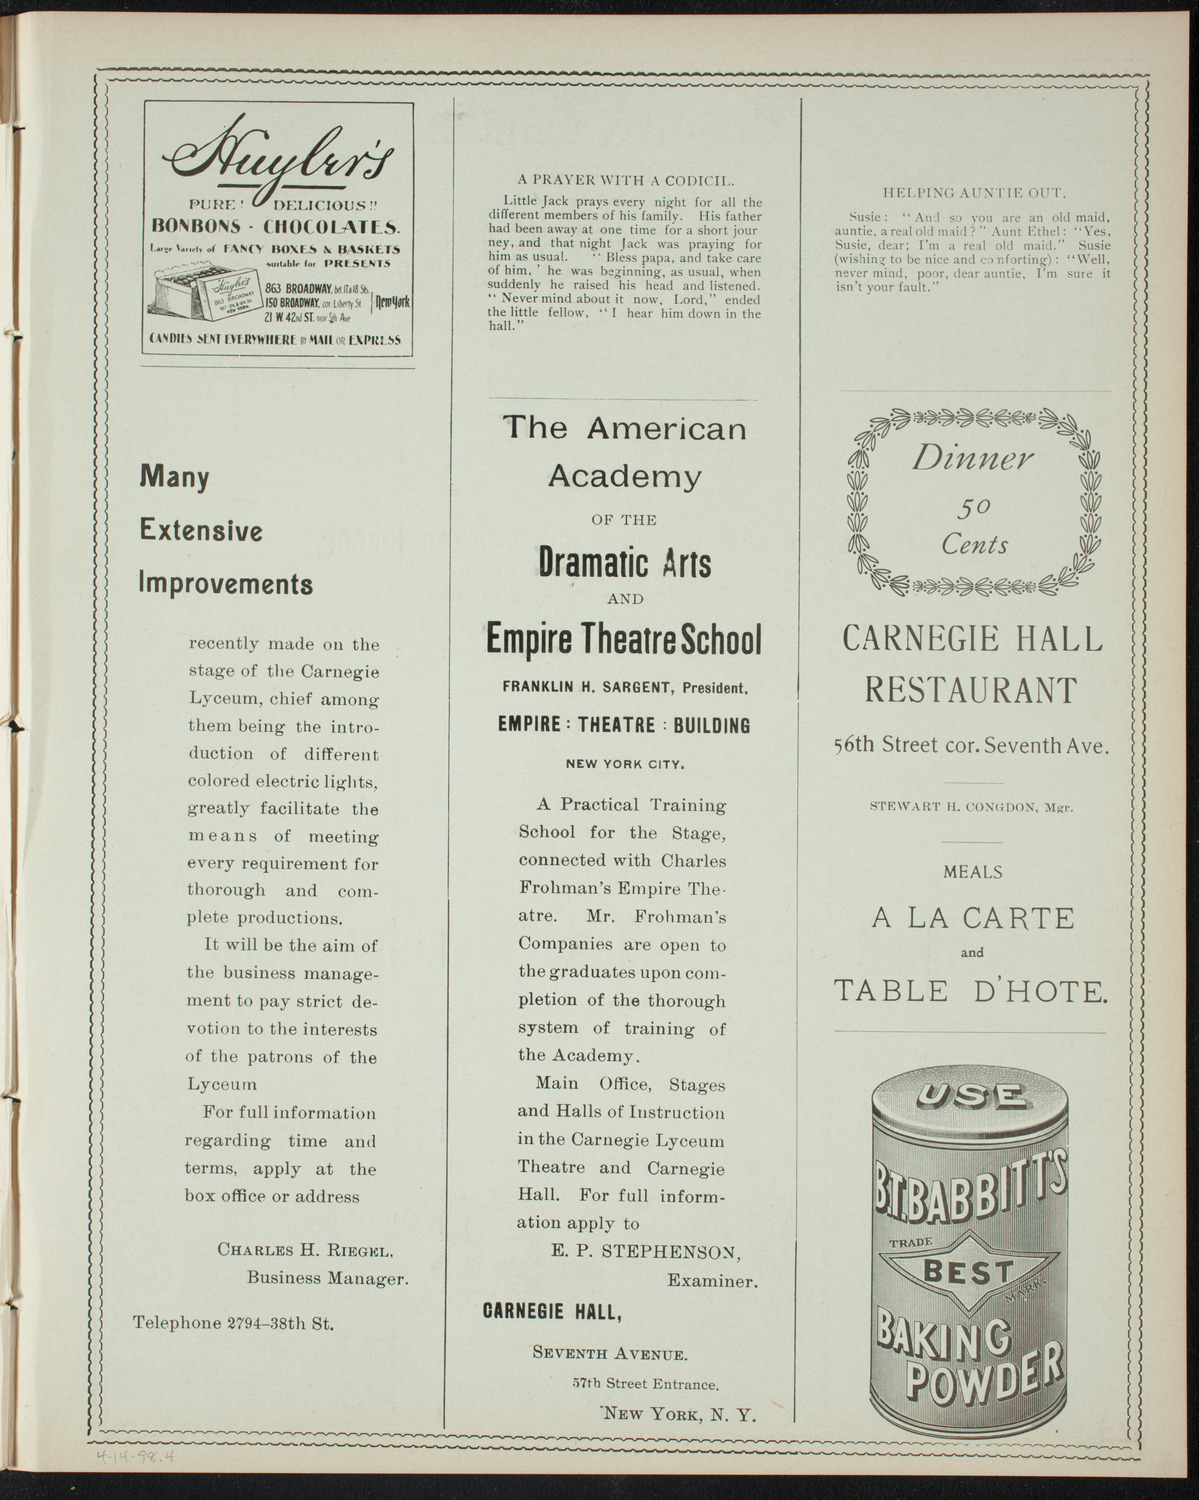 Huyler's
PURE! DELICIOUS!!
BONBONS - CHOCOLATES.
Large Variety of FANCY BOXES & BASKETS
suitable for PRESENTS
Huyler's
863 BROADWAY
NEW YORK
863 BROADWAY, bet 17 & 18 Sts.
150 BROADWAY, cor. Liberty St
21 W. 42nd ST. near 5th Ave
New York
CANDIES SENT EVERYWHERE BY MAIL OR EXPRESS
Many
Extensive
Improvements
recently made on the
stage of the Carnegie
Lyceum, chief among
them being the intro-
duction of different
colored electric lights,
greatly facilitate the
means of meeting
every requirement for
thorough and com-
plete productions.
It will be the aim of
the business manage-
ment to pay strict de-
votion to the interests
of the patrons of the
Lyceum
For full information
regarding time and
terms, apply at the
box office or address
CHARLES H. RIEGEL,
Business Manager.
Telephone 2794–38th St.
A PRAYER WITH A CODICIL.
Little Jack prays every night for all the
different members of his family. His father
had been away at one time for a short jour
ney, and that night Jack was praying for
him as usual. "Bless papa, and take care
of him,' he was beginning, as usual, when
suddenly he raised his head and listened.
"Never mind about it now, Lord," ended
the little fellow, "I hear him down in the
hall."
The American
Academy
OF THE
Dramatic Arts
AND
Empire Theatre School
FRANKLIN H. SARGENT, President.
EMPIRE : THEATRE : BUILDING
NEW YORK CITY.
A Practical Training
School for the Stage,
connected with Charles
Frohman's Empire The-
atre. Mr. Frohman's
Companies are open to
the graduates upon com-
pletion of the thorough
system of training of
the Academy.
Main Office, Stages
and Halls of Instruction
in the Carnegie Lyceum
Theatre and Carnegie
Hall. For full inform-
ation apply to
E. P. STEPHENSON,
Examiner.
CARNEGIE HALL,
SEVENTH AVENUE.
57th Street Entrance,
NEW YORK, N. Y.
HELPING AUNTIE OUT.
Susie: "And so you are an old maid,
auntie, a real old maid?" Aunt Ethel: "Yes,
Susie, dear; I'm a real old maid." Susie
(wishing to be nice and comforting): "Well,
never mind, poor, dear auntie, I'm sure it
isn't your fault."
Dinner
50
Cents
CARNEGIE HALL
RESTAURANT
56th Street cor. Seventh Ave.
STEWART H. CONGDON, Mgr.
MEALS
A LA CARTE
and
TABLE D'HOTE.
USE
B.T. BABBITT'S
TRADE
BEST
MARK
BAKING
POWDER
4-14-98.4